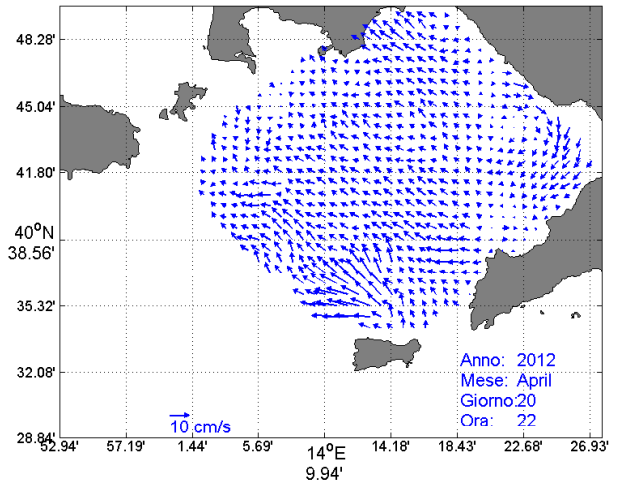 48.28'
45.04'
41.80'
40°N
38.56'
35.32'
32.08'
28.84'
Anno: 2012
Mese: April
Giorno:20
Ora: 22
10 cm/s
52.94' 57.19' 1.44' 5.69' 14°E 14.18' 18.43' 22.68' 26.93'
9.94'